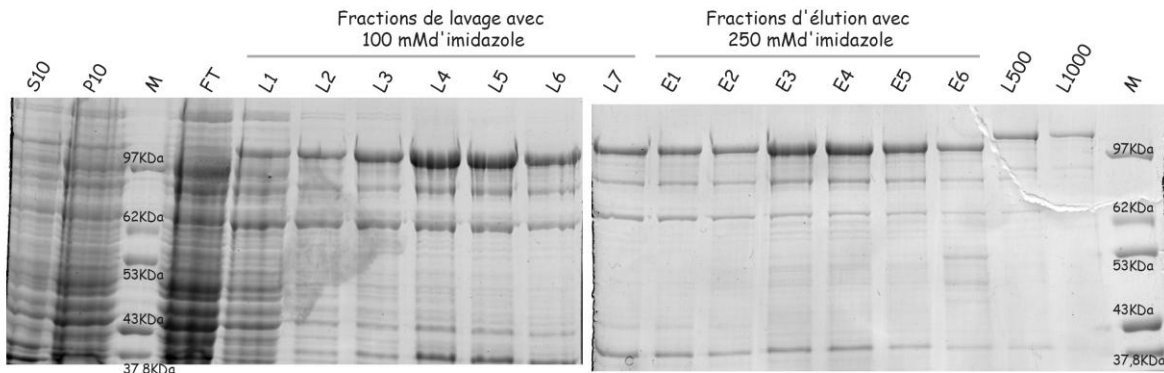 Fractions de lavage avec
100 mMd'imidazole
Fractions d'élution avec
250 mMd'imidazole
S10 P10 M FT L1 L2 L3 L4 L5 L6 L7 E1 E2 E3 E4 E5 E6 L500 L1000 M
97KDa
62KDa
53KDa
43KDa
37,8KDa
97KDa
62KDa
53KDa
43KDa
37,8KDa